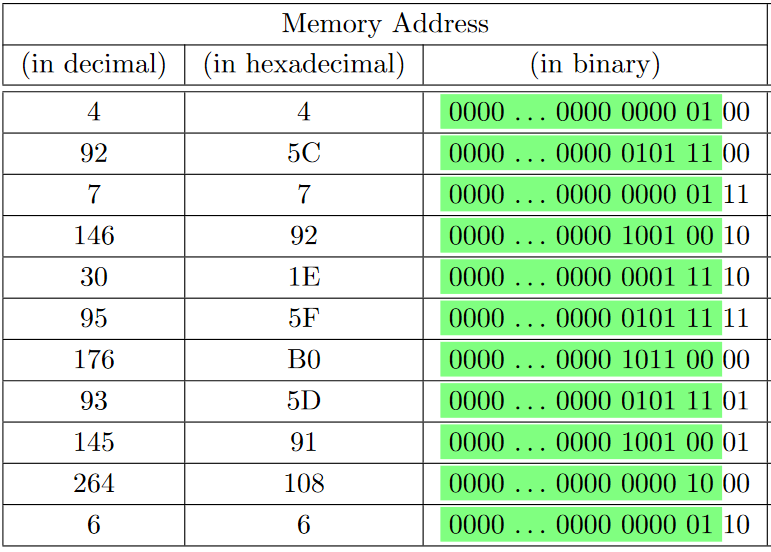 Memory Address
(in decimal) (in hexadecimal) (in binary)
4 4 0000 ... 0000 0000 01 00
92 5C 0000 ... 0000 0101 11 00
7 7 0000 ... 0000 0000 01 11
146 92 0000 ... 0000 1001 00 10
30 1E 0000 ... 0000 0001 11 10
95 5F 0000 ... 0000 0101 11 11
176 B0 0000 ... 0000 1011 00 00
93 5D 0000 ... 0000 0101 11 01
145 91 0000 ... 0000 1001 00 01
264 108 0000 ... 0000 0000 10 00
6 6 0000 ... 0000 0000 01 10